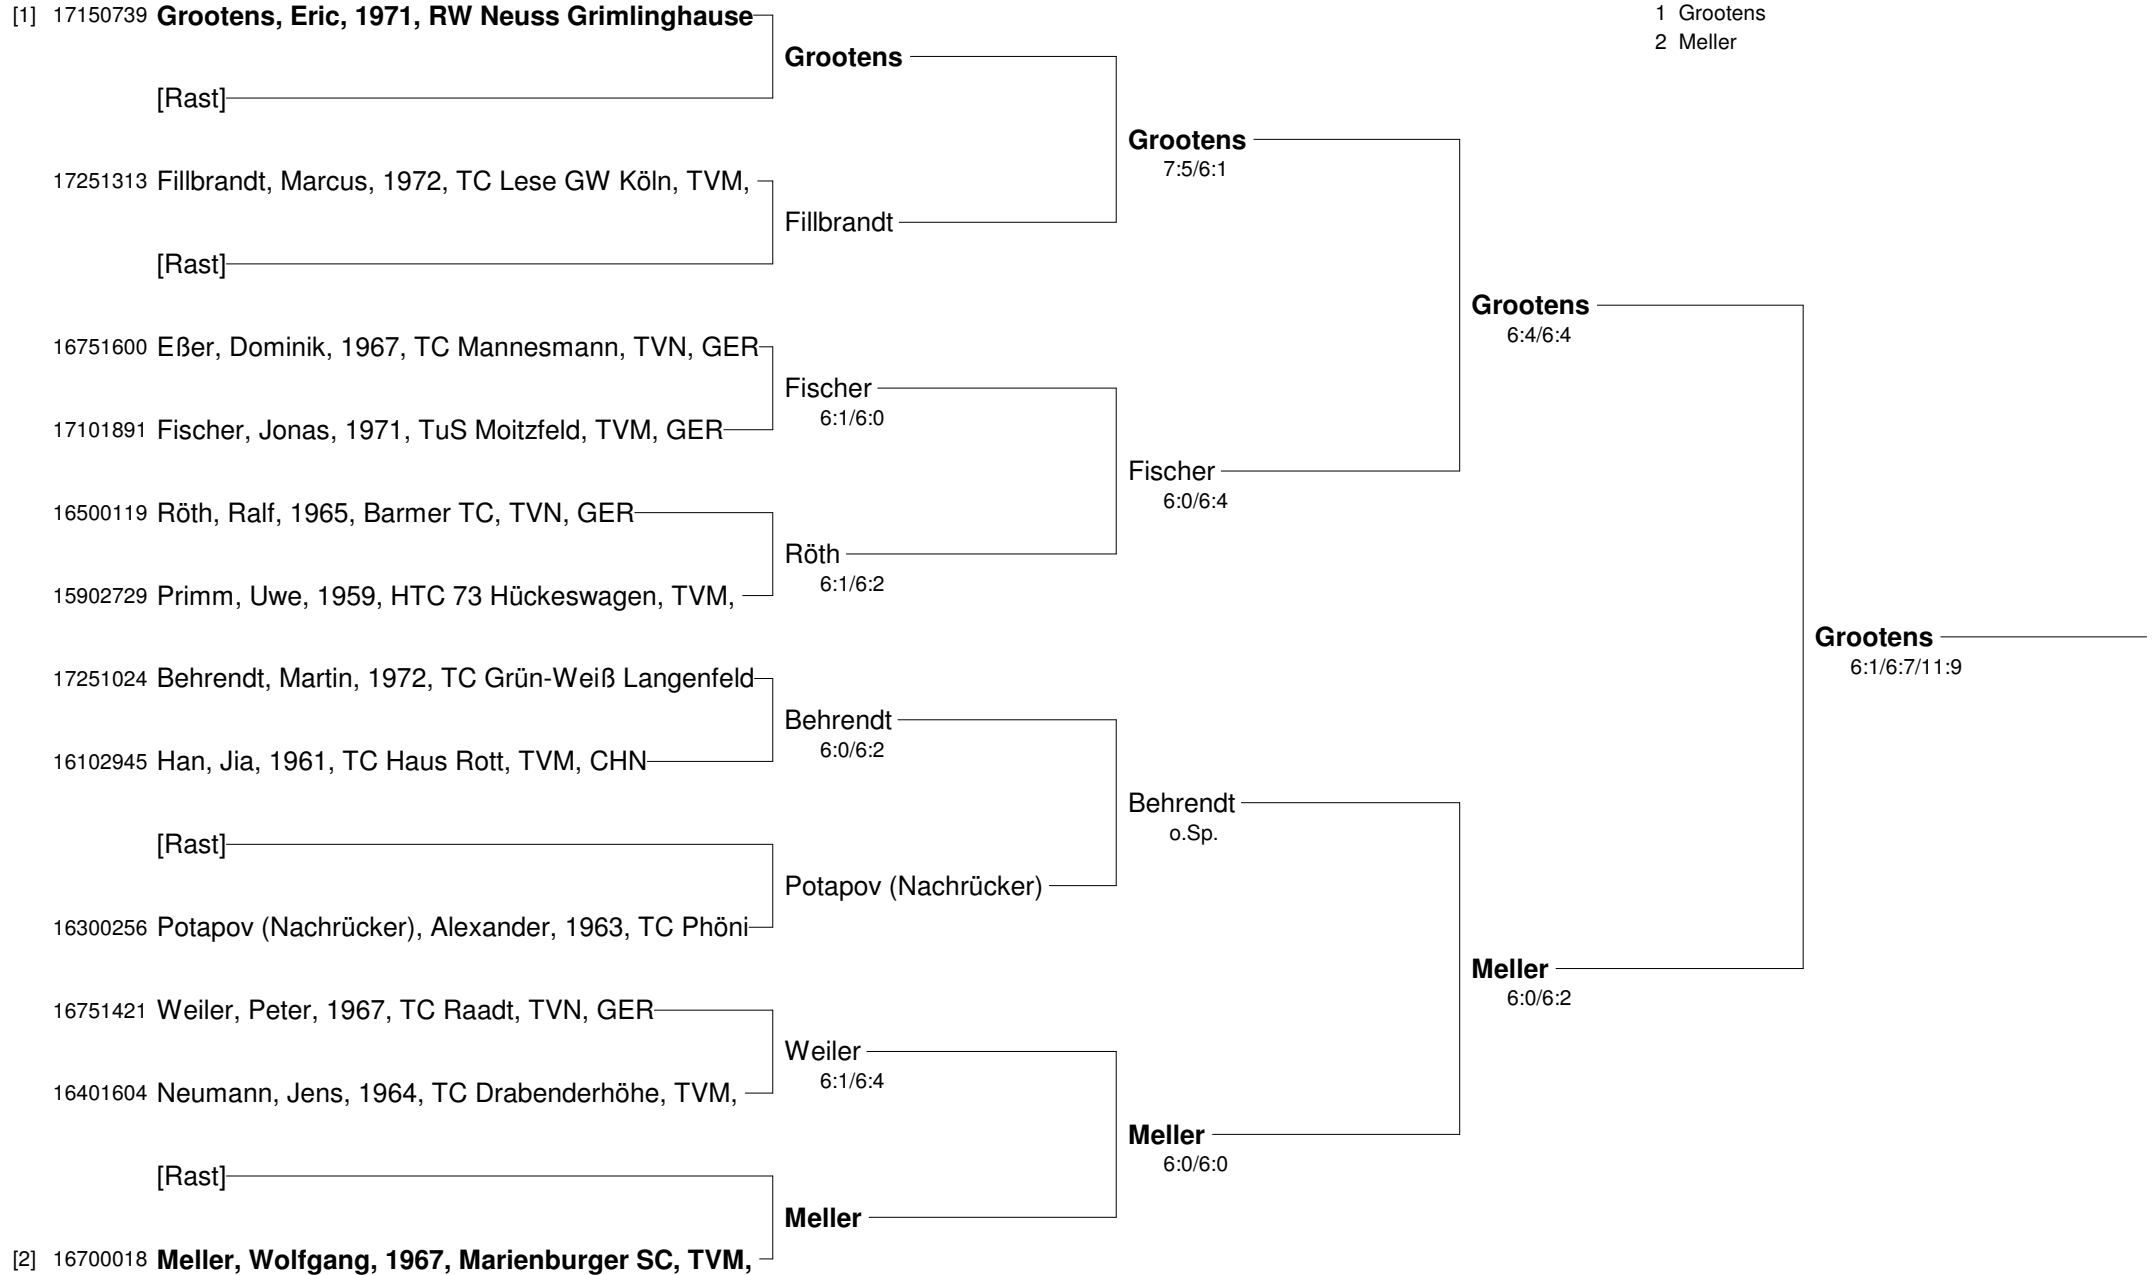 [1] 17150739 Grootens, Eric, 1971, RW Neuss Grimlinghause
1 Grootens
2 Meller
Grootens
[Rast]
Grootens
7:5/6:1
17251313 Fillbrandt, Marcus, 1972, TC Lese GW Köln, TVM,
Fillbrandt
[Rast]
Grootens
6:4/6:4
16751600 Eßer, Dominik, 1967, TC Mannesmann, TVN, GER
Fischer
6:1/6:0
17101891 Fischer, Jonas, 1971, TuS Moitzfeld, TVM, GER
Fischer
6:0/6:4
16500119 Röth, Ralf, 1965, Barmer TC, TVN, GER
Röth
6:1/6:2
15902729 Primm, Uwe, 1959, HTC 73 Hückeswagen, TVM,
Grootens
6:1/6:7/11:9
17251024 Behrendt, Martin, 1972, TC Grün-Weiß Langenfeld
Behrendt
6:0/6:2
16102945 Han, Jia, 1961, TC Haus Rott, TVM, CHN
Behrendt
o.Sp.
[Rast]
Potapov (Nachrücker)
16300256 Potapov (Nachrücker), Alexander, 1963, TC Phöni
Meller
6:0/6:2
16751421 Weiler, Peter, 1967, TC Raadt, TVN, GER
Weiler
6:1/6:4
16401604 Neumann, Jens, 1964, TC Drabenderhöhe, TVM,
Meller
6:0/6:0
[Rast]
Meller
[2] 16700018 Meller, Wolfgang, 1967, Marienburger SC, TVM,